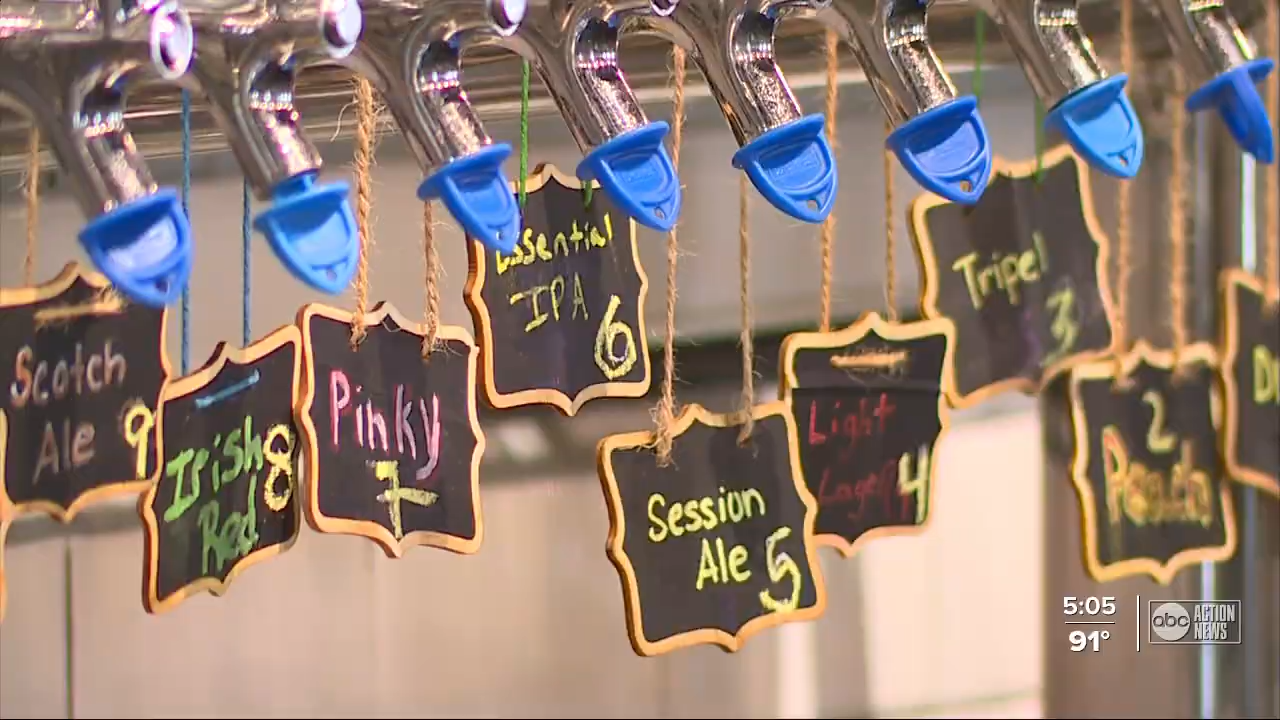 Scotch
Ale 9
Irish 8
Red
Pinky
7
Essential
IPA
6
Session
Ale 5
Light
Lager 4
Tripel
3
2
Peach
5:05
91°
abc ACTION
NEWS